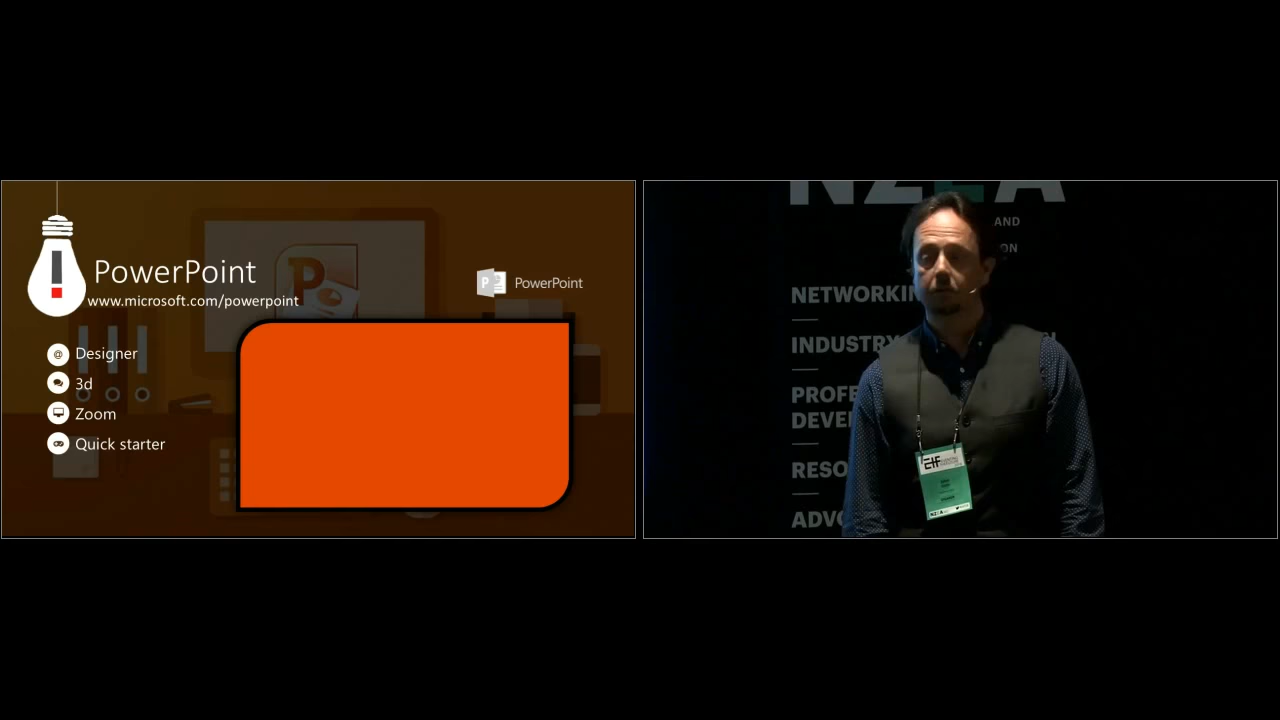 PowerPoint
www.microsoft.com/powerpoint
PowerPoint
@ Designer
3d
Zoom
Quick starter
NZEA
AND
ON
NETWORKIN
INDUSTRY
PROFE
DEVE
RESO
ADVO